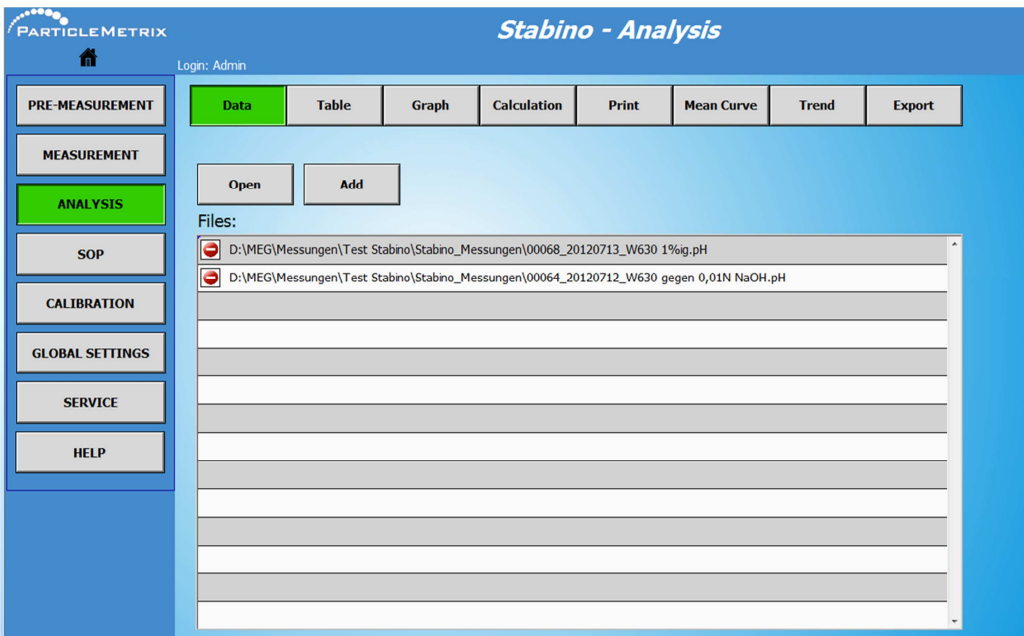 PARTICLEMETRIX
Stabino - Analysis
Login: Admin
PRE-MEASUREMENT
MEASUREMENT
ANALYSIS
SOP
CALIBRATION
GLOBAL SETTINGS
SERVICE
HELP
Data Table Graph Calculation Print Mean Curve Trend Export
Open Add
Files:
D:\MEG\Messungen\Test Stabino\Stabino_Messungen\00068_20120713_W630 1%ig.pH
D:\MEG\Messungen\Test Stabino\Stabino_Messungen\00064_20120712_W630 gegen 0,01N NaOH.pH